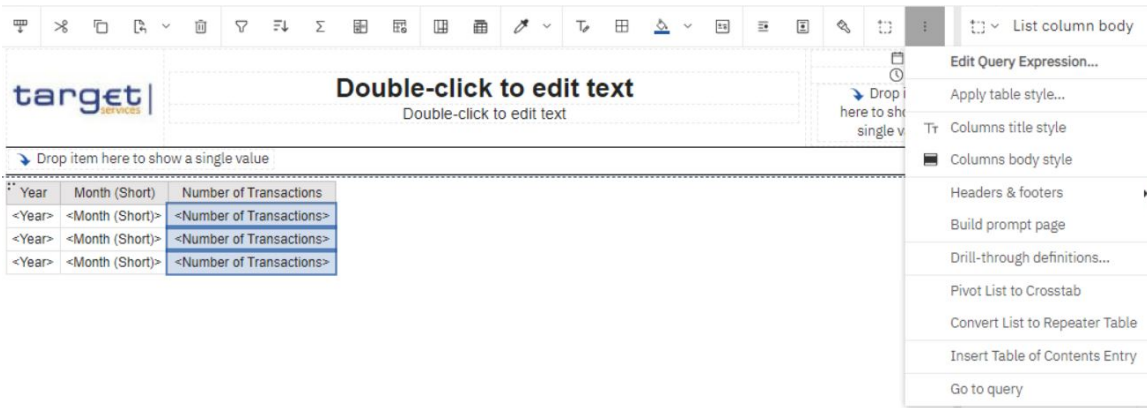 List column body
target
services
Double-click to edit text
Double-click to edit text
Drop
here to
single
Drop item here to show a single value
Year Month (Short) Number of Transactions
<Year> <Month (Short)> <Number of Transactions>
<Year> <Month (Short)> <Number of Transactions>
<Year> <Month (Short)> <Number of Transactions>
Edit Query Expression...
Apply table style...
Columns title style
Columns body style
Headers & footers
Build prompt page
Drill-through definitions...
Pivot List to Crosstab
Convert List to Repeater Table
Insert Table of Contents Entry
Go to query